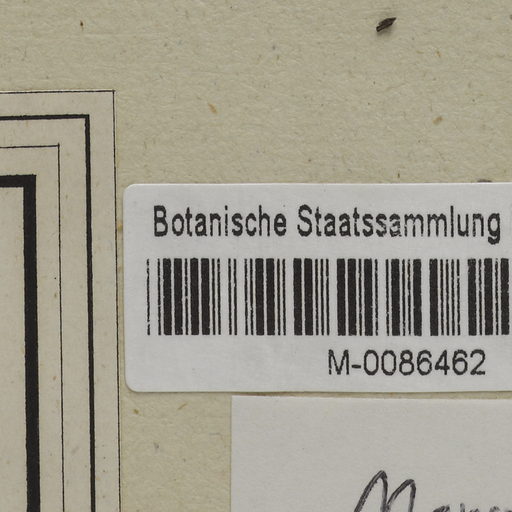 Botanische Staatssammlung
M-0086462